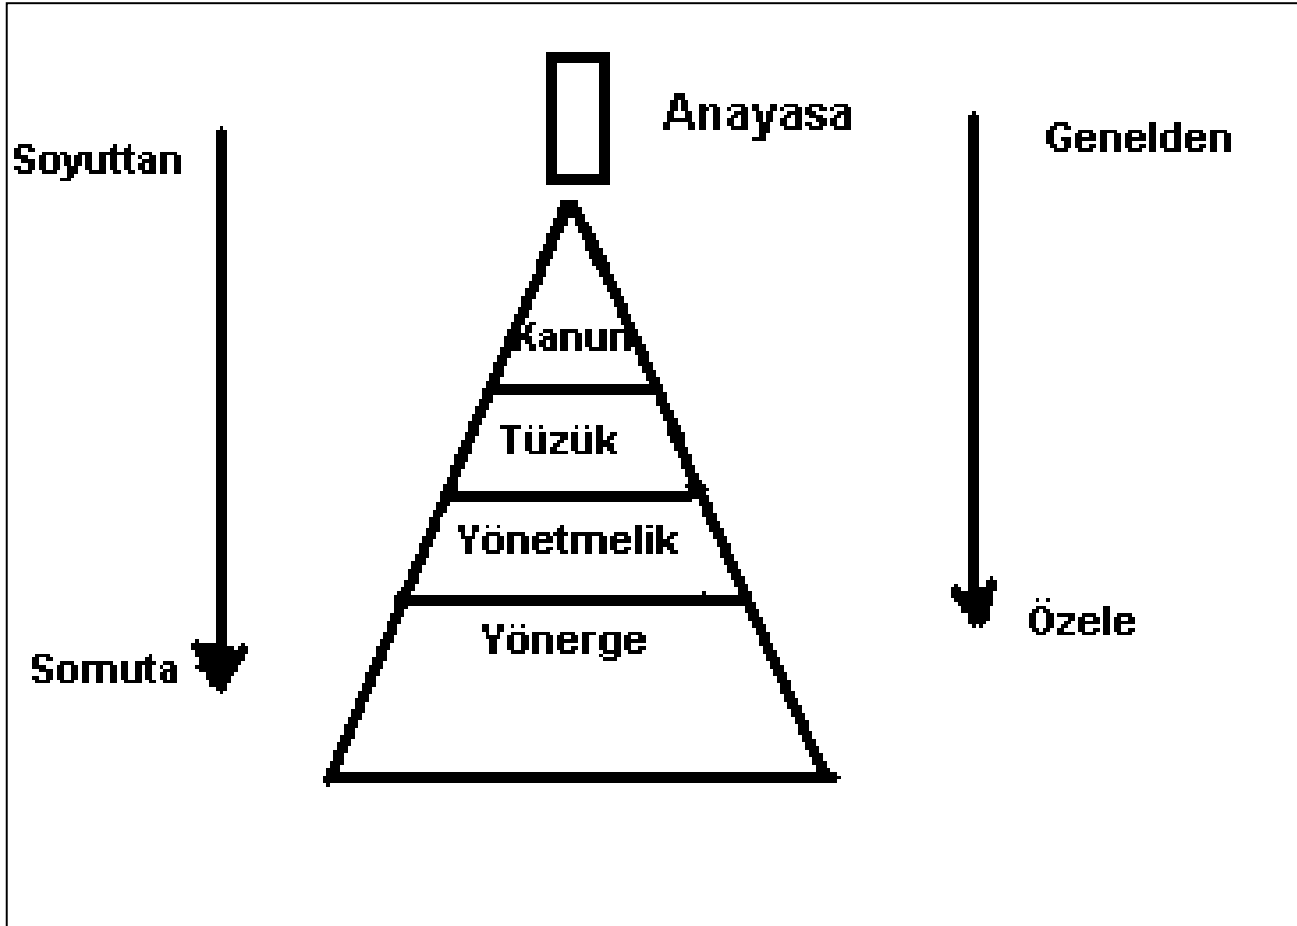 Anayasa
Genelden
Soyuttan
Kanun
Tüzük
Yönetmelik
Özele
Yönerge
Somuta